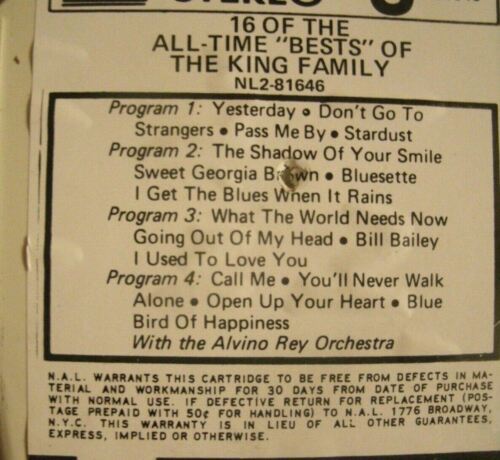 STEREO 8
16 OF THE
ALL-TIME "BESTS" OF
THE KING FAMILY
NL2-81646
Program 1: Yesterday • Don't Go To
Strangers • Pass Me By • Stardust
Program 2: The Shadow Of Your Smile
Sweet Georgia Brown • Bluesette
I Get The Blues When It Rains
Program 3: What The World Needs Now
Going Out Of My Head • Bill Bailey
I Used To Love You
Program 4: Call Me • You'll Never Walk
Alone • Open Up Your Heart • Blue
Bird Of Happiness
With the Alvino Rey Orchestra
N.A.L. WARRANTS THIS CARTRIDGE TO BE FREE FROM DEFECTS IN MA-
TERIAL AND WORKMANSHIP FOR 30 DAYS FROM DATE OF PURCHASE
WITH NORMAL USE. IF DEFECTIVE RETURN FOR REPLACEMENT (POS-
TAGE PREPAID WITH 50¢ FOR HANDLING) TO N.A.L. 1776 BROADWAY,
N.Y.C. THIS WARRANTY IS IN LIEU OF ALL OTHER GUARANTEES,
EXPRESS, IMPLIED OR OTHERWISE.